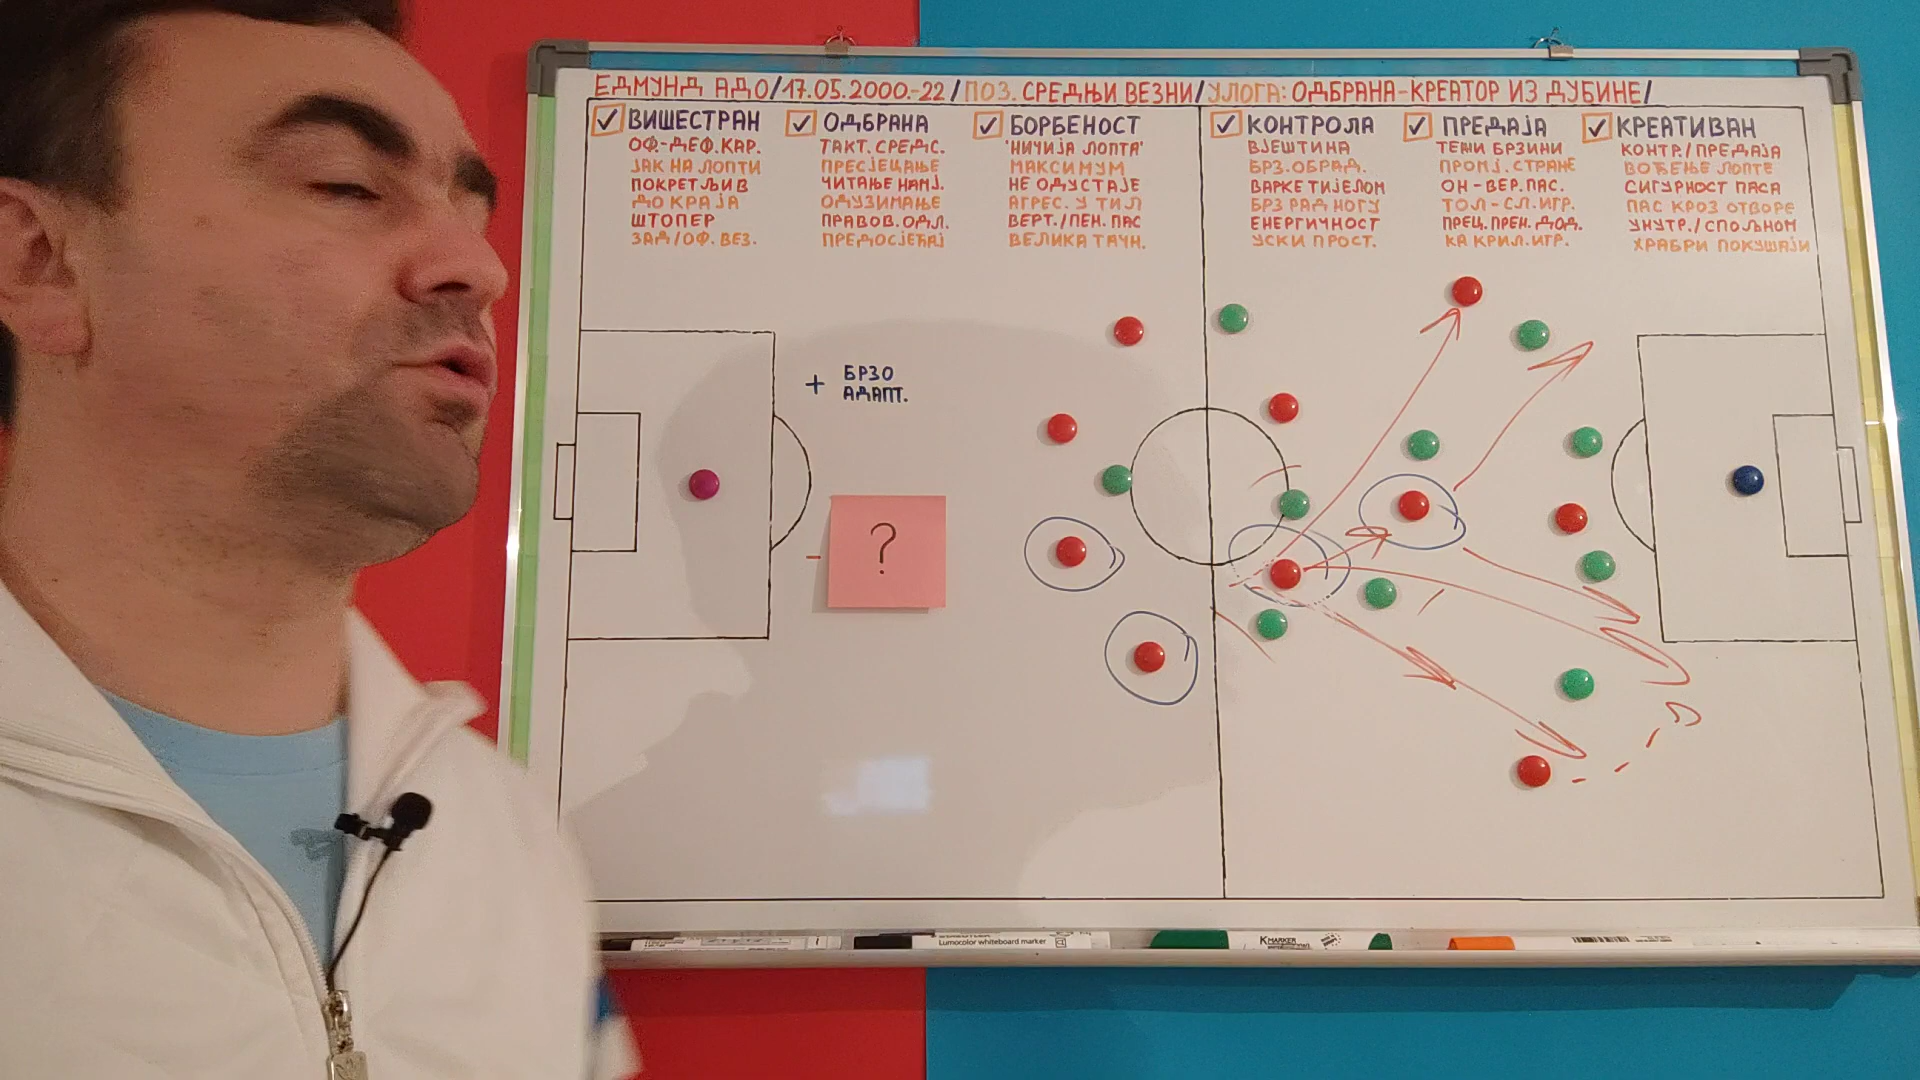 ЕДМУНД АДО/17.05.2000.-22/ПОЗ. СРЕДЊИ ВЕЗНИ/УЛОГА: ОДБРАНА-КРЕАТОР ИЗ ДУБИНЕ/
ВИШЕСТРАН
ОФ-ДЕФ.КАР.
ЈАК НА ЛОПТИ
ПОКРЕТЉИВ
ДО КРАЈА
ШТОПЕР
ЗАД/ОФ. ВЕЗ.
ОДБРАНА
ТАКТ. СРЕДС.
ПРЕСЈЕЦАЊЕ
ЧИТАЊЕ НАМЈ.
ОДУЗИМАЊЕ
ПРАВОВ. ОДЛ.
ПРЕДОСЈЕЋАЈ
БОРБЕНОСТ
'НИЧИЈА ЛОПТА'
МАКСИМУМ
НЕ ОДУСТАЈЕ
АГРЕС. У ТИЛ
ВЕРТ./ПЕН. ПАС
ВЕЛИКА ТАЧН.
КОНТРОЛА
ВЈЕШТИНА
БРЗ. ОБРАД.
ВАРКЕ ТИЈЕЛОМ
БРЗ РАД НОГУ
ЕНЕРГИЧНОСТ
УСКИ ПРОСТ.
ПРЕДАЈА
ТЕЖИ БРЗИНИ
ПРОМЈ. СТРАНЕ
ОН-ВЕР. ПАС.
ТОЛ-СЛ. ИГР.
ПРЕЦ. ПРЕН. ДОД.
КА КРИЛ. ИГР.
КРЕАТИВАН
КОНТР./ПРЕДАЈА
ВОЂЕЊЕ ЛОПТЕ
СИГУРНОСТ ПАСА
ПАС КРОЗ ОТВОРЕ
УНУТР./СПОЉНОМ
ХРАБРИ ПОКУШАЈИ
+ БРЗО
АДАПТ.
- ?
Lumocolor whiteboard marker
K MARKER